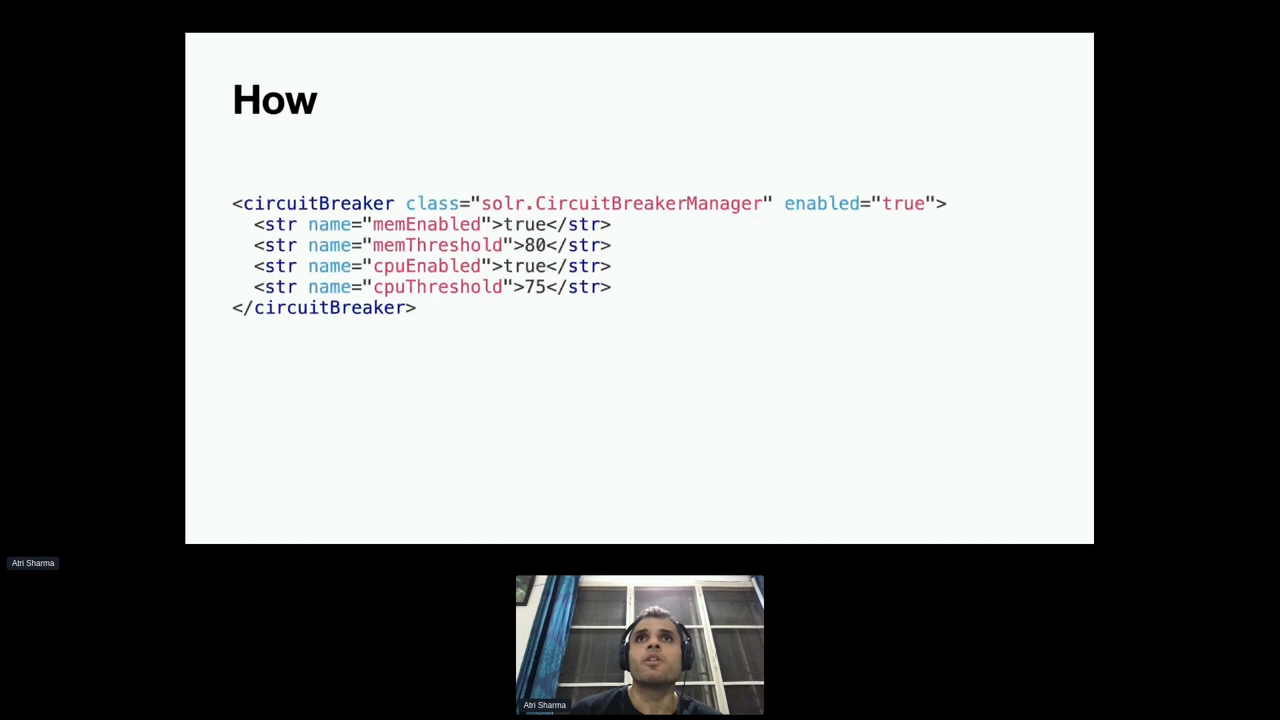 How
<circuitBreaker class="solr.CircuitBreakerManager" enabled="true">
  <str name="memEnabled">true</str>
  <str name="memThreshold">80</str>
  <str name="cpuEnabled">true</str>
  <str name="cpuThreshold">75</str>
</circuitBreaker>
Atri Sharma
Atri Sharma